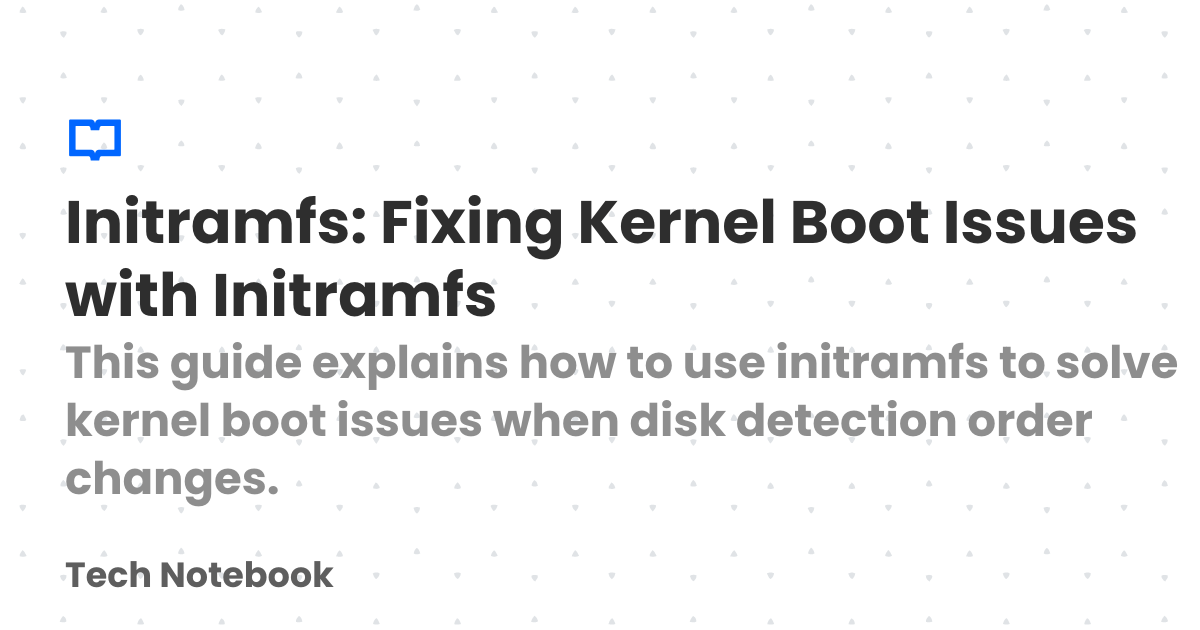 Initramfs: Fixing Kernel Boot Issues
with Initramfs
This guide explains how to use initramfs to solve
kernel boot issues when disk detection order
changes.
Tech Notebook